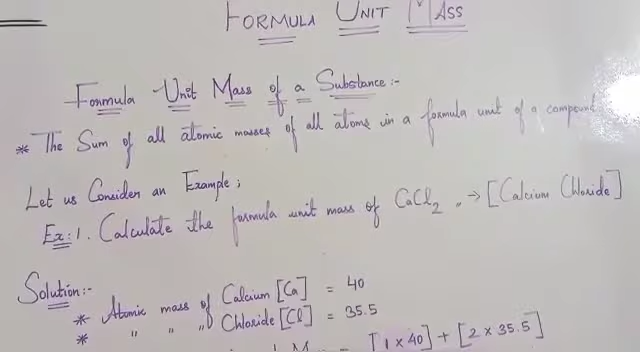 FORMULA UNIT MASS
Formula Unit Mass of a Substance:-
* The Sum of all atomic masses of all atoms in a formula unit of a compound
Let us Consider an Example;
Ex:1. Calculate the formula unit mass of CaCl₂ ,, → [Calcium Chloride]
Solution:-
* Atomic mass of Calcium [Ca] = 40
* " " " Chloride [Cl] = 35.5
[1 x 40] + [2 x 35.5]